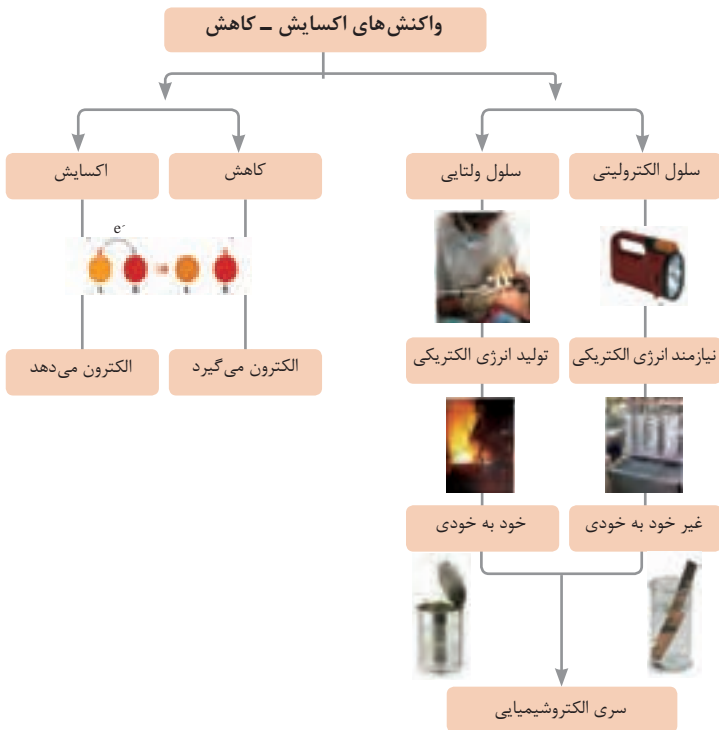 واکنش‌های اکسایش ــ کاهش
سلول الکترولیتی
سلول ولتایی
کاهش
اکسایش
e-
نیازمند انرژی الکتریکی
تولید انرژی الکتریکی
الکترون می‌گیرد
الکترون می‌دهد
غیر خود به خودی
خود به خودی
سری الکتروشیمیایی